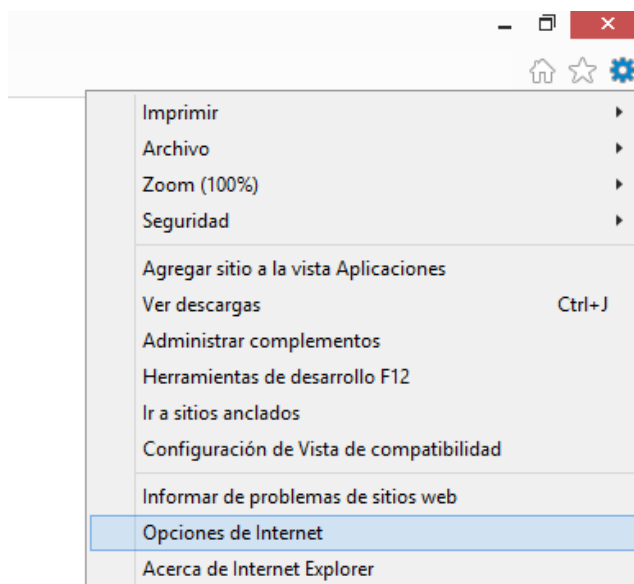 Imprimir
Archivo
Zoom (100%)
Seguridad
Agregar sitio a la vista Aplicaciones
Ver descargas Ctrl+J
Administrar complementos
Herramientas de desarrollo F12
Ir a sitios anclados
Configuración de Vista de compatibilidad
Informar de problemas de sitios web
Opciones de Internet
Acerca de Internet Explorer